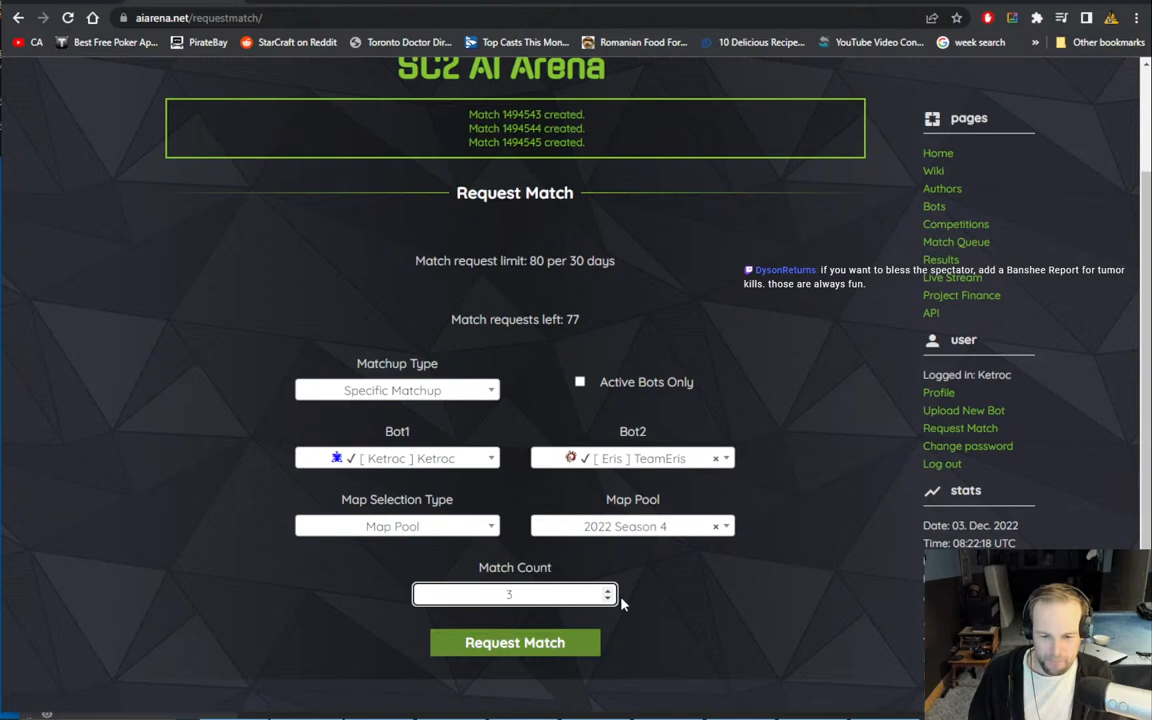 aiarena.net/requestmatch/
CA
Best Free Poker Ap...
PirateBay
StarCraft on Reddit
Toronto Doctor Dir...
Top Casts This Mon...
Romanian Food For...
10 Delicious Recipe...
YouTube Video Con...
week search
»
Other bookmarks
SC2 AI Arena
Match 1494543 created.
Match 1494544 created.
Match 1494545 created.
Request Match
Match request limit: 80 per 30 days
Match requests left: 77
Matchup Type
Specific Matchup
Active Bots Only
Bot1
✓ [ Ketroc ] Ketroc
Bot2
✓ [ Eris ] TeamEris ×
Map Selection Type
Map Pool
Map Pool
2022 Season 4 ×
Match Count
3
Request Match
DysonReturns if you want to bless the spectator, add a Banshee Report for tumor
kills. those are always fun.
pages
Home
Wiki
Authors
Bots
Competitions
Match Queue
Results
Live Stream
Project Finance
API
user
Logged in: Ketroc
Profile
Upload New Bot
Request Match
Change password
Log out
stats
Date: 03. Dec. 2022
Time: 08:22:18 UTC